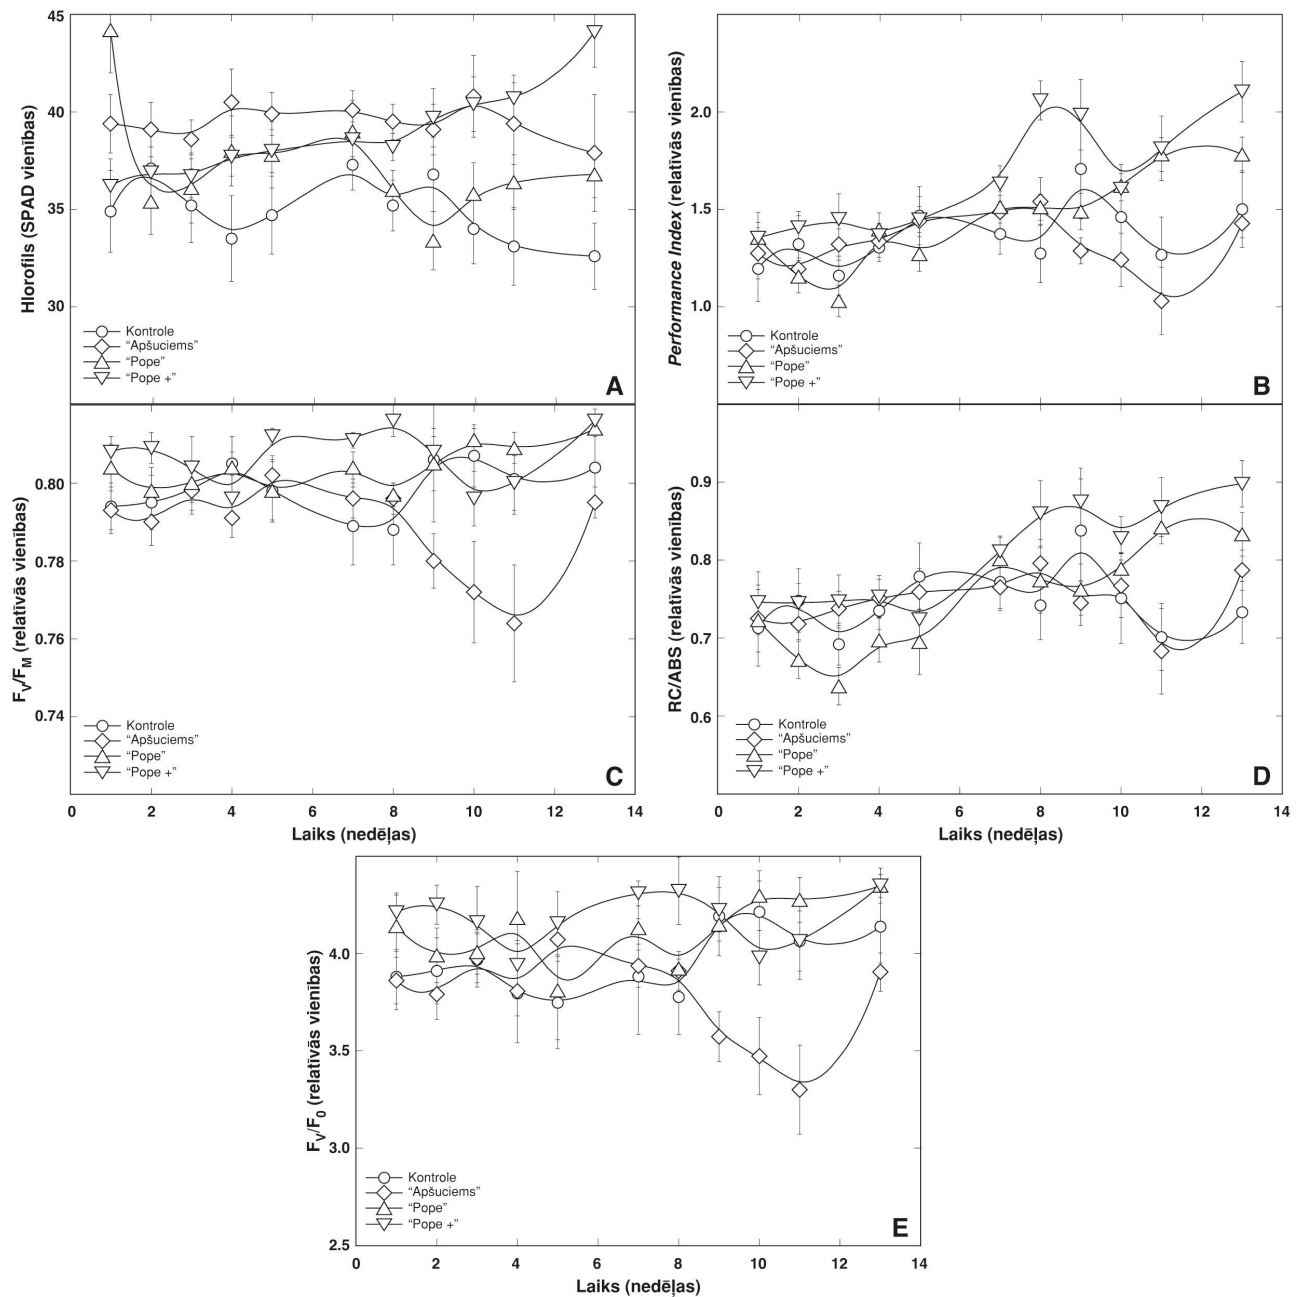 45
40
35
30
Hlorofils (SPAD vienības)
Kontrole
“Apšuciems”
“Pope”
“Pope +”
A
2.0
1.5
1.0
Performance Index (relatīvās vienības)
Kontrole
“Apšuciems”
“Pope”
“Pope +”
B
0.80
0.78
0.76
0.74
FV/FM (relatīvās vienības)
Kontrole
“Apšuciems”
“Pope”
“Pope +”
C
0 2 4 6 8 10 12 14
Laiks (nedēļas)
0.9
0.8
0.7
0.6
RC/ABS (relatīvās vienības)
Kontrole
“Apšuciems”
“Pope”
“Pope +”
D
0 2 4 6 8 10 12 14
Laiks (nedēļas)
4.0
3.5
3.0
2.5
FV/F0 (relatīvās vienības)
Kontrole
“Apšuciems”
“Pope”
“Pope +”
E
0 2 4 6 8 10 12 14
Laiks (nedēļas)